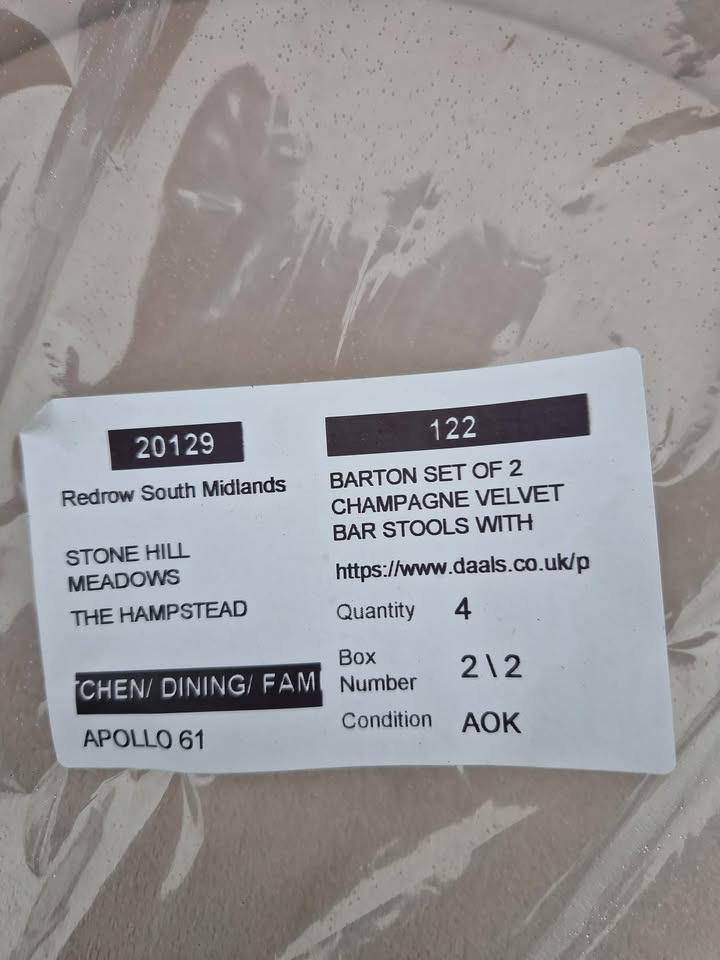 20129
Redrow South Midlands
STONE HILL
MEADOWS
THE HAMPSTEAD
CHEN/ DINING/ FAM
APOLLO 61
122
BARTON SET OF 2
CHAMPAGNE VELVET
BAR STOOLS WITH
https://www.daals.co.uk/p
Quantity 4
Box
Number 2\2
Condition AOK